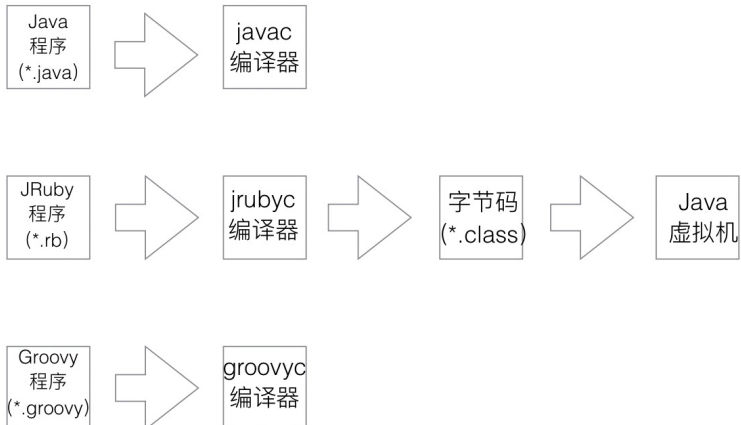 Java
程序
(*.java)
javac
编译器
JRuby
程序
(*.rb)
jrubyc
编译器
字节码
(*.class)
Java
虚拟机
Groovy
程序
(*.groovy)
groovyc
编译器